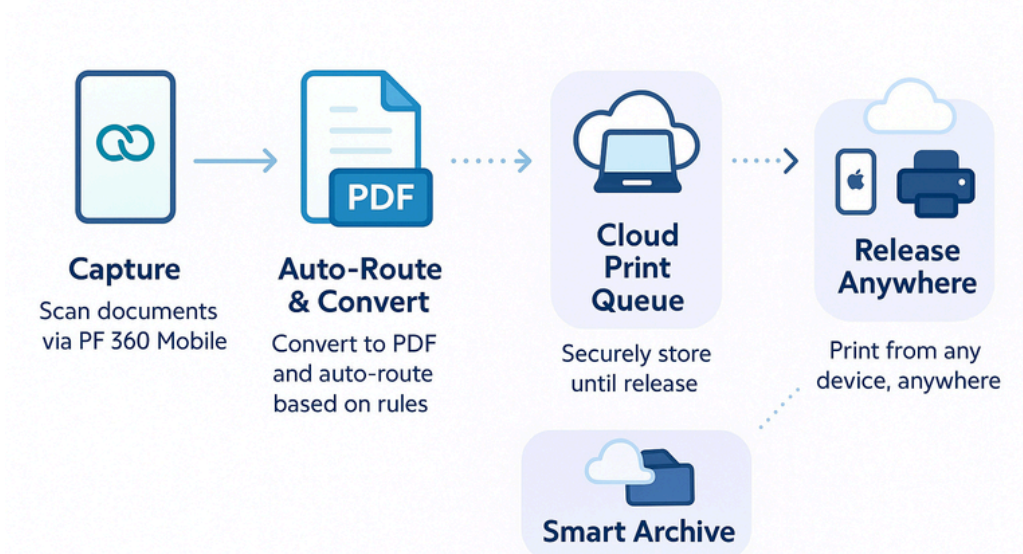 PDF
Capture
Scan documents
via PF 360 Mobile
Auto-Route
& Convert
Convert to PDF
and auto-route
based on rules
Cloud
Print
Queue
Securely store
until release
Release
Anywhere
Print from any
device, anywhere
Smart Archive